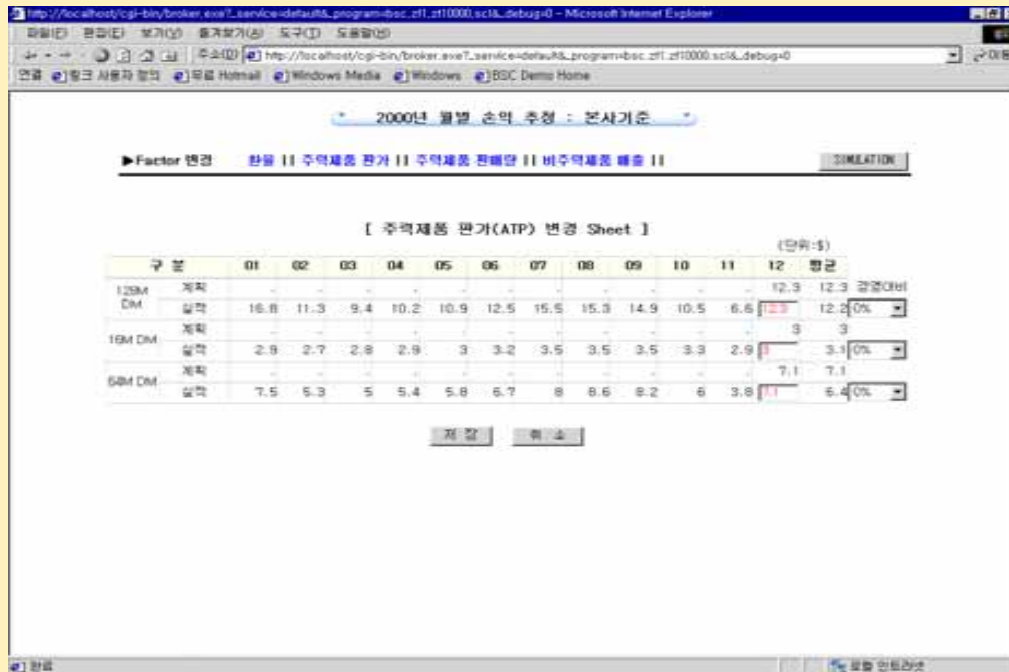 http://localhost/cgi-bin/broker.exe?_service=default&_program=bsc.zf1.zf10000.scl&_debug=0 - Microsoft Internet Explorer
파일(F) 편집(E) 보기(V) 즐겨찾기(A) 도구(T) 도움말(H)
주소(D) http://localhost/cgi-bin/broker.exe?_service=default&_program=bsc.zf1.zf10000.scl&_debug=0 이동
연결 링크 사용자 정의 무료 Hotmail Windows Media Windows BSC Demo Home
2000년 월별 손익 추정 : 본사기준
▶Factor 변경 환율 || 주력제품 판가 || 주력제품 판매량 || 비주력제품 매출 || SIMULATION
[ 주력제품 판가(ATP) 변경 Sheet ]
(단위:$)
구 분 01 02 03 04 05 06 07 08 09 10 11 12 평균
계획 - - - - - - - - - - - 12.3 12.3
128M DM
실적 16.8 11.3 9.4 10.2 10.9 12.5 15.5 15.3 14.9 10.5 6.6 12.3 12.2 0%
계획 - - - - - - - - - - - 3 3
16M DM
실적 2.9 2.7 2.8 2.9 3 3.2 3.5 3.5 3.5 3.3 2.9 3 3.1 0%
계획 - - - - - - - - - - - 7.1 7.1
64M DM
실적 7.5 5.3 5 5.4 5.8 6.7 8 8.6 8.2 6 3.8 7.1 6.4 0%
저 장 취 소
완료 로컬 인트라넷